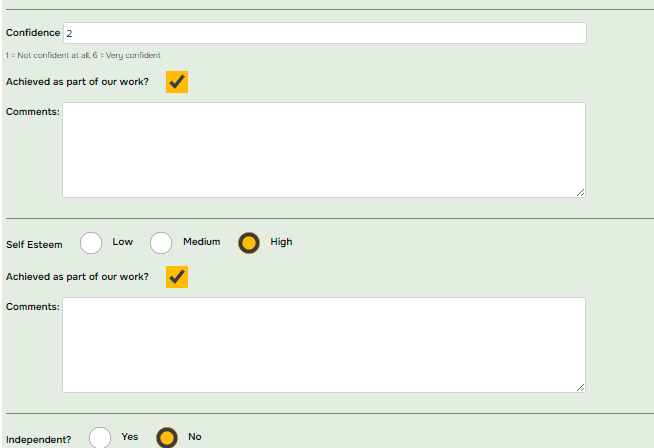 Confidence 2
1 = Not confident at all, 6 = Very confident
Achieved as part of our work?
Comments:
Self Esteem Low Medium High
Achieved as part of our work?
Comments:
Independent? Yes No